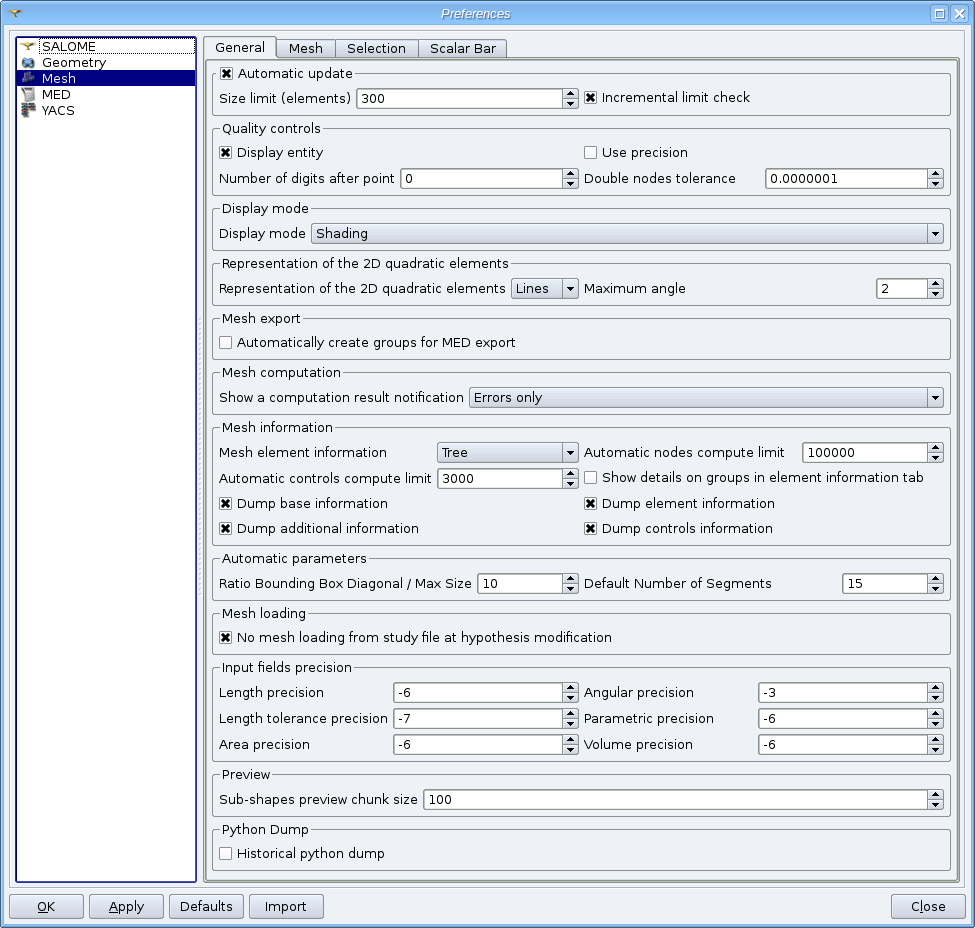 Preferences
SALOME
Geometry
Mesh
MED
YACS
General Mesh Selection Scalar Bar
Automatic update
Size limit (elements) 300 Incremental limit check
Quality controls
Display entity Use precision
Number of digits after point 0 Double nodes tolerance 0.0000001
Display mode
Display mode Shading
Representation of the 2D quadratic elements
Representation of the 2D quadratic elements Lines Maximum angle 2
Mesh export
Automatically create groups for MED export
Mesh computation
Show a computation result notification Errors only
Mesh information
Mesh element information Tree Automatic nodes compute limit 100000
Automatic controls compute limit 3000 Show details on groups in element information tab
Dump base information Dump element information
Dump additional information Dump controls information
Automatic parameters
Ratio Bounding Box Diagonal / Max Size 10 Default Number of Segments 15
Mesh loading
No mesh loading from study file at hypothesis modification
Input fields precision
Length precision -6 Angular precision -3
Length tolerance precision -7 Parametric precision -6
Area precision -6 Volume precision -6
Preview
Sub-shapes preview chunk size 100
Python Dump
Historical python dump
OK Apply Defaults Import Close